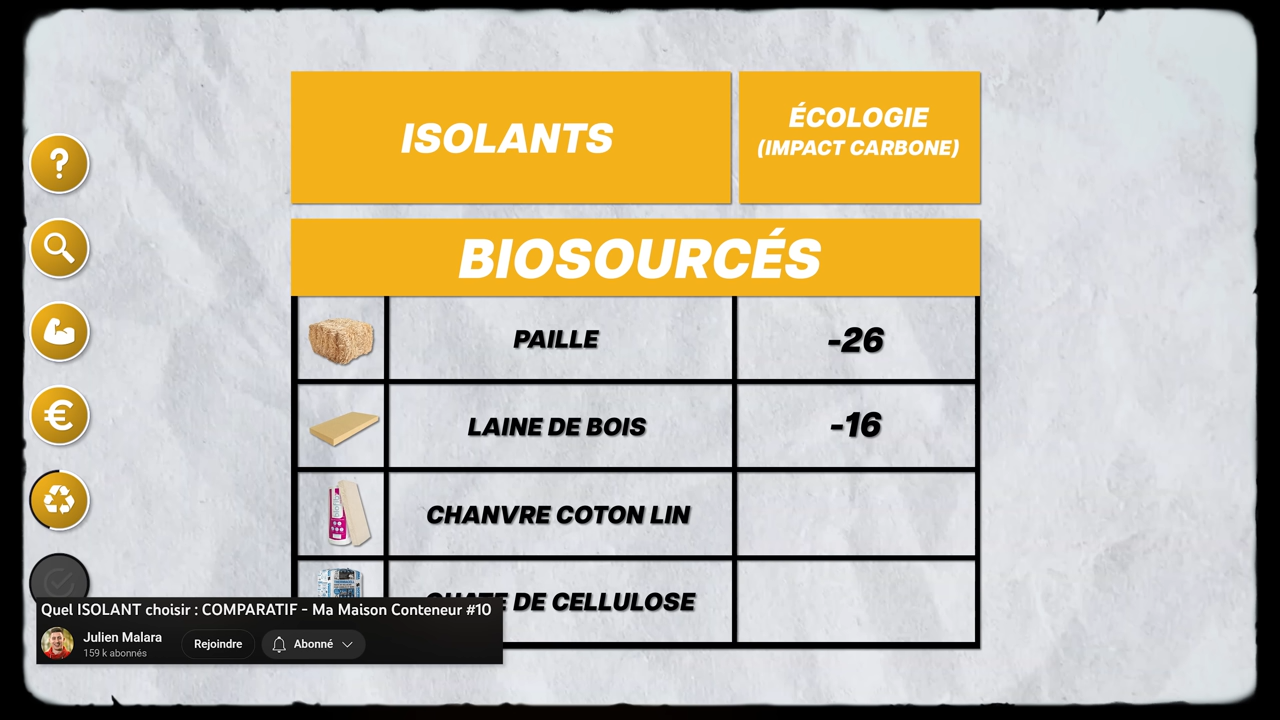 ISOLANTS
ÉCOLOGIE
(IMPACT CARBONE)
BIOSOURCÉS
PAILLE
-26
LAINE DE BOIS
-16
CHANVRE COTON LIN
DE CELLULOSE
Quel ISOLANT choisir : COMPARATIF - Ma Maison Conteneur #10
Julien Malara
159 k abonnés
Rejoindre
Abonné